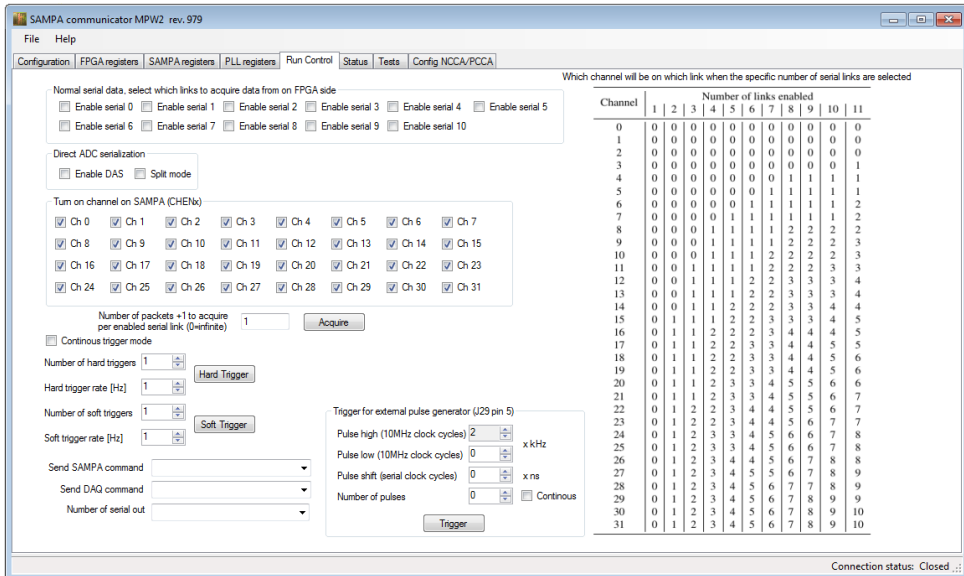 SAMPA communicator MPW2 rev. 979
File Help
Configuration FPGA registers SAMPA registers PLL registers Run Control Status Tests Config NCCA/PCCA
Normal serial data, select which links to acquire data from on FPGA side
Enable serial 0 Enable serial 1 Enable serial 2 Enable serial 3 Enable serial 4 Enable serial 5
Enable serial 6 Enable serial 7 Enable serial 8 Enable serial 9 Enable serial 10
Direct ADC serialization
Enable DAS Split mode
Turn on channel on SAMPA (CHENx)
Ch 0 Ch 1 Ch 2 Ch 3 Ch 4 Ch 5 Ch 6 Ch 7
Ch 8 Ch 9 Ch 10 Ch 11 Ch 12 Ch 13 Ch 14 Ch 15
Ch 16 Ch 17 Ch 18 Ch 19 Ch 20 Ch 21 Ch 22 Ch 23
Ch 24 Ch 25 Ch 26 Ch 27 Ch 28 Ch 29 Ch 30 Ch 31
Number of packets +1 to acquire
per enabled serial link (0=infinite) 1 Acquire
Continous trigger mode
Number of hard triggers 1
Hard Trigger
Hard trigger rate [Hz] 1
Number of soft triggers 1
Soft Trigger
Soft trigger rate [Hz] 1
Send SAMPA command
Send DAQ command
Number of serial out
Trigger for external pulse generator (J29 pin 5)
Pulse high (10MHz clock cycles) 2
x kHz
Pulse low (10MHz clock cycles) 0
Pulse shift (serial clock cycles) 0 x ns
Number of pulses 0 Continous
Trigger
Which channel will be on which link when the specific number of serial links are selected
Channel Number of links enabled
1 2 3 4 5 6 7 8 9 10 11
0 0 0 0 0 0 0 0 0 0 0 0
1 0 0 0 0 0 0 0 0 0 0 0
2 0 0 0 0 0 0 0 0 0 0 0
3 0 0 0 0 0 0 0 0 0 0 1
4 0 0 0 0 0 0 0 1 1 1 1
5 0 0 0 0 0 0 1 1 1 1 1
6 0 0 0 0 0 1 1 1 1 1 2
7 0 0 0 0 1 1 1 1 1 1 2
8 0 0 0 1 1 1 1 2 2 2 2
9 0 0 0 1 1 1 1 2 2 2 3
10 0 0 0 1 1 1 2 2 2 2 3
11 0 0 1 1 1 1 2 2 2 3 3
12 0 0 1 1 1 2 2 3 3 3 4
13 0 0 1 1 1 2 2 3 3 3 4
14 0 0 1 1 2 2 2 3 3 4 4
15 0 1 1 1 2 2 3 3 3 4 5
16 0 1 1 2 2 2 3 4 4 4 5
17 0 1 1 2 2 3 3 4 4 5 5
18 0 1 1 2 2 3 3 4 4 5 6
19 0 1 1 2 2 3 3 4 4 5 6
20 0 1 1 2 3 3 4 5 5 6 6
21 0 1 1 2 3 3 4 5 5 6 7
22 0 1 2 2 3 4 4 5 5 6 7
23 0 1 2 2 3 4 4 5 6 7 7
24 0 1 2 3 3 4 5 6 6 7 8
25 0 1 2 3 3 4 5 6 6 7 8
26 0 1 2 3 4 4 5 6 7 8 8
27 0 1 2 3 4 5 5 6 7 8 9
28 0 1 2 3 4 5 6 7 8 8 9
29 0 1 2 3 4 5 6 7 8 9 9
30 0 1 2 3 4 5 6 7 8 9 10
31 0 1 2 3 4 5 6 7 8 9 10
Connection status: Closed